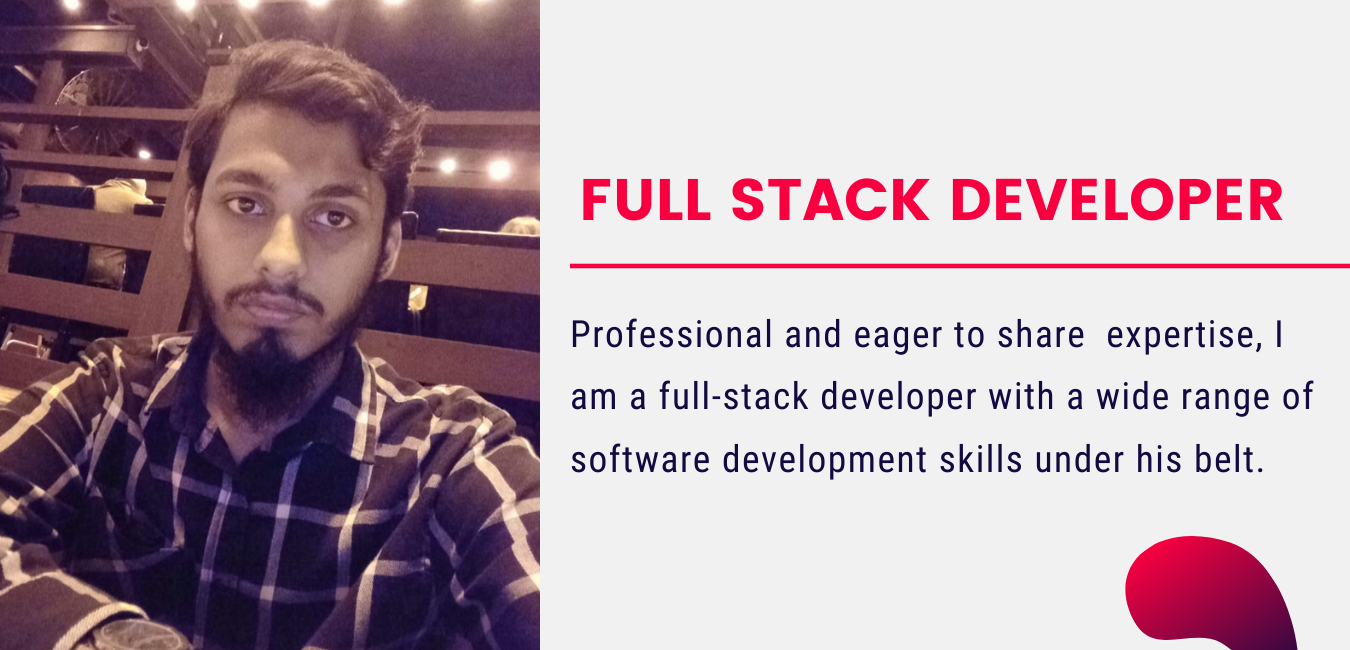 FULL STACK DEVELOPER
Professional and eager to share  expertise, I
am a full-stack developer with a wide range of
software development skills under his belt.